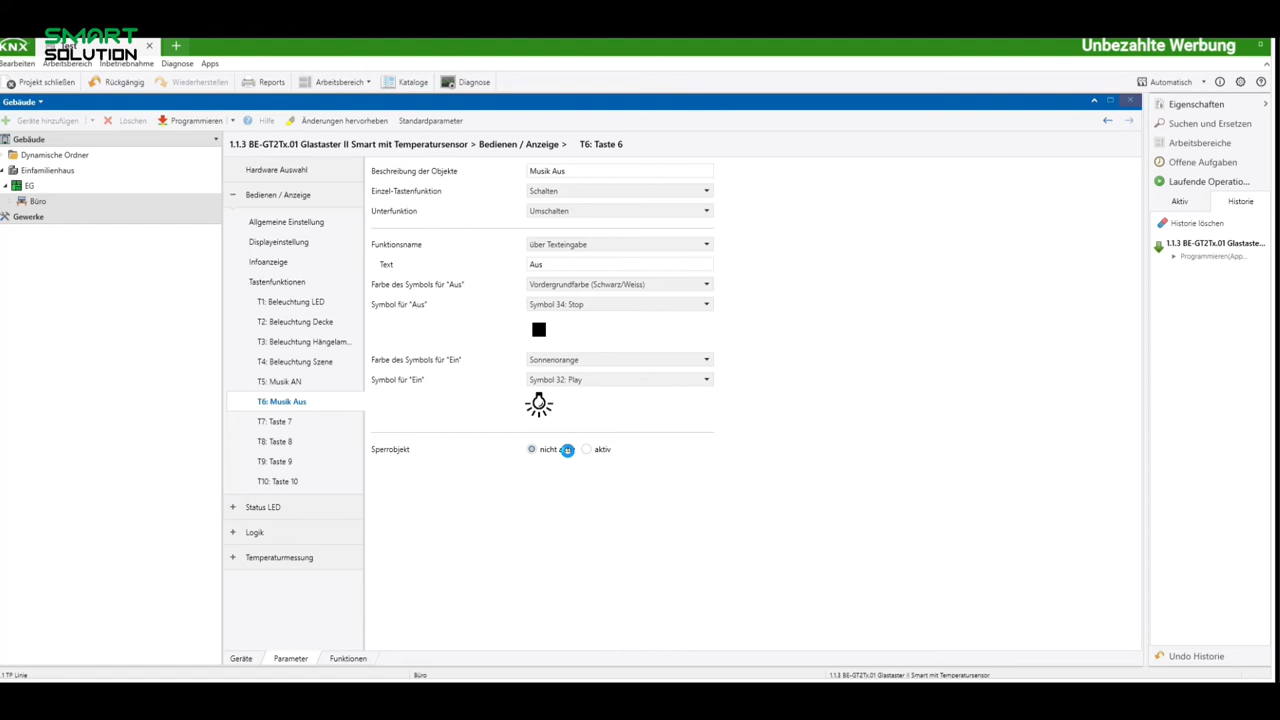 SMART
SOLUTION
KNX
Test
Unbezahlte Werbung
Bearbeiten Arbeitsbereich Inbetriebnahme Diagnose Apps
Projekt schließen Rückgängig Wiederherstellen Reports Arbeitsbereich Kataloge Diagnose Automatisch
Gebäude
Geräte hinzufügen Löschen Programmieren Hilfe Änderungen hervorheben Standardparameter
Gebäude
Dynamische Ordner
Einfamilienhaus
EG
Büro
Gewerke
1.1.3 BE-GT2Tx.01 Glastaster II Smart mit Temperatursensor > Bedienen / Anzeige > T6: Taste 6
Hardware Auswahl
Bedienen / Anzeige
Allgemeine Einstellung
Displayeinstellung
Infoanzeige
Tastenfunktionen
T1: Beleuchtung LED
T2: Beleuchtung Decke
T3: Beleuchtung Hängelam...
T4: Beleuchtung Szene
T5: Musik AN
T6: Musik Aus
T7: Taste 7
T8: Taste 8
T9: Taste 9
T10: Taste 10
Status LED
Logik
Temperaturmessung
Beschreibung der Objekte Musik Aus
Einzel-Tastenfunktion Schalten
Unterfunktion Umschalten
Funktionsname über Texteingabe
Text Aus
Farbe des Symbols für "Aus" Vordergrundfarbe (Schwarz/Weiss)
Symbol für "Aus" Symbol 34: Stop
Farbe des Symbols für "Ein" Sonnenorange
Symbol für "Ein" Symbol 32: Play
Sperrobjekt nicht aktiv
Eigenschaften
Suchen und Ersetzen
Arbeitsbereiche
Offene Aufgaben
Laufende Operatio...
Aktiv Historie
Historie löschen
1.1.3 BE-GT2Tx.01 Glastaste...
Programmieren(App...
Undo Historie
Geräte Parameter Funktionen
.1 TP Linie Büro 1.1.3 BE-GT2Tx.01 Glastaster II Smart mit Temperatursensor